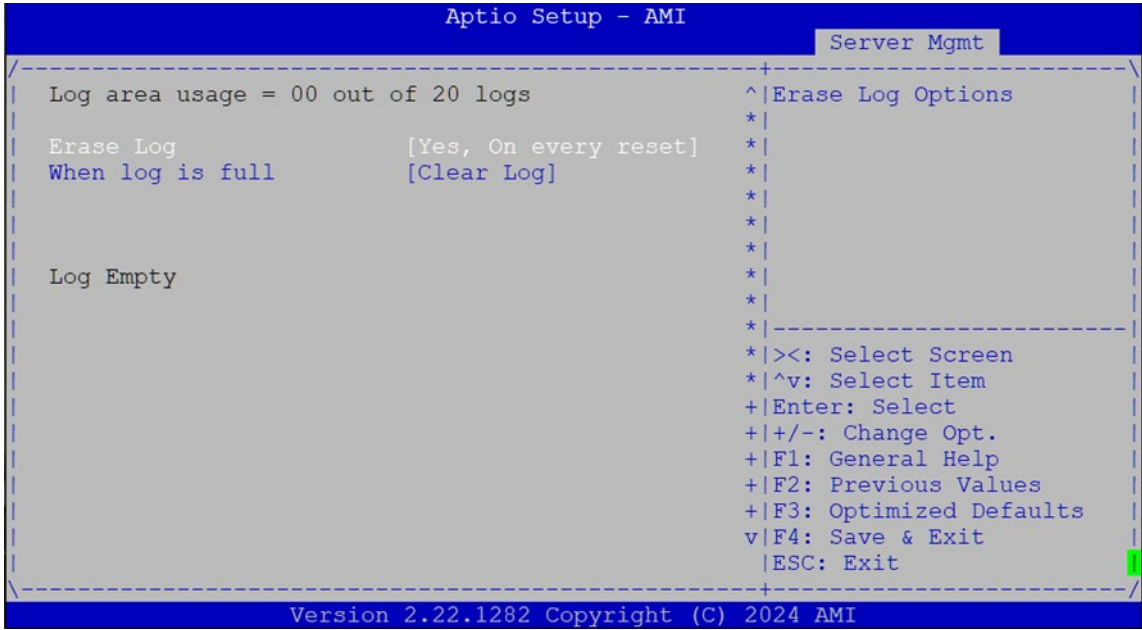 Aptio Setup - AMI
Server Mgmt
Log area usage = 00 out of 20 logs
Erase Log [Yes, On every reset]
When log is full [Clear Log]
Log Empty
Erase Log Options
><: Select Screen
^v: Select Item
Enter: Select
+/-: Change Opt.
F1: General Help
F2: Previous Values
F3: Optimized Defaults
F4: Save & Exit
ESC: Exit
Version 2.22.1282 Copyright (C) 2024 AMI